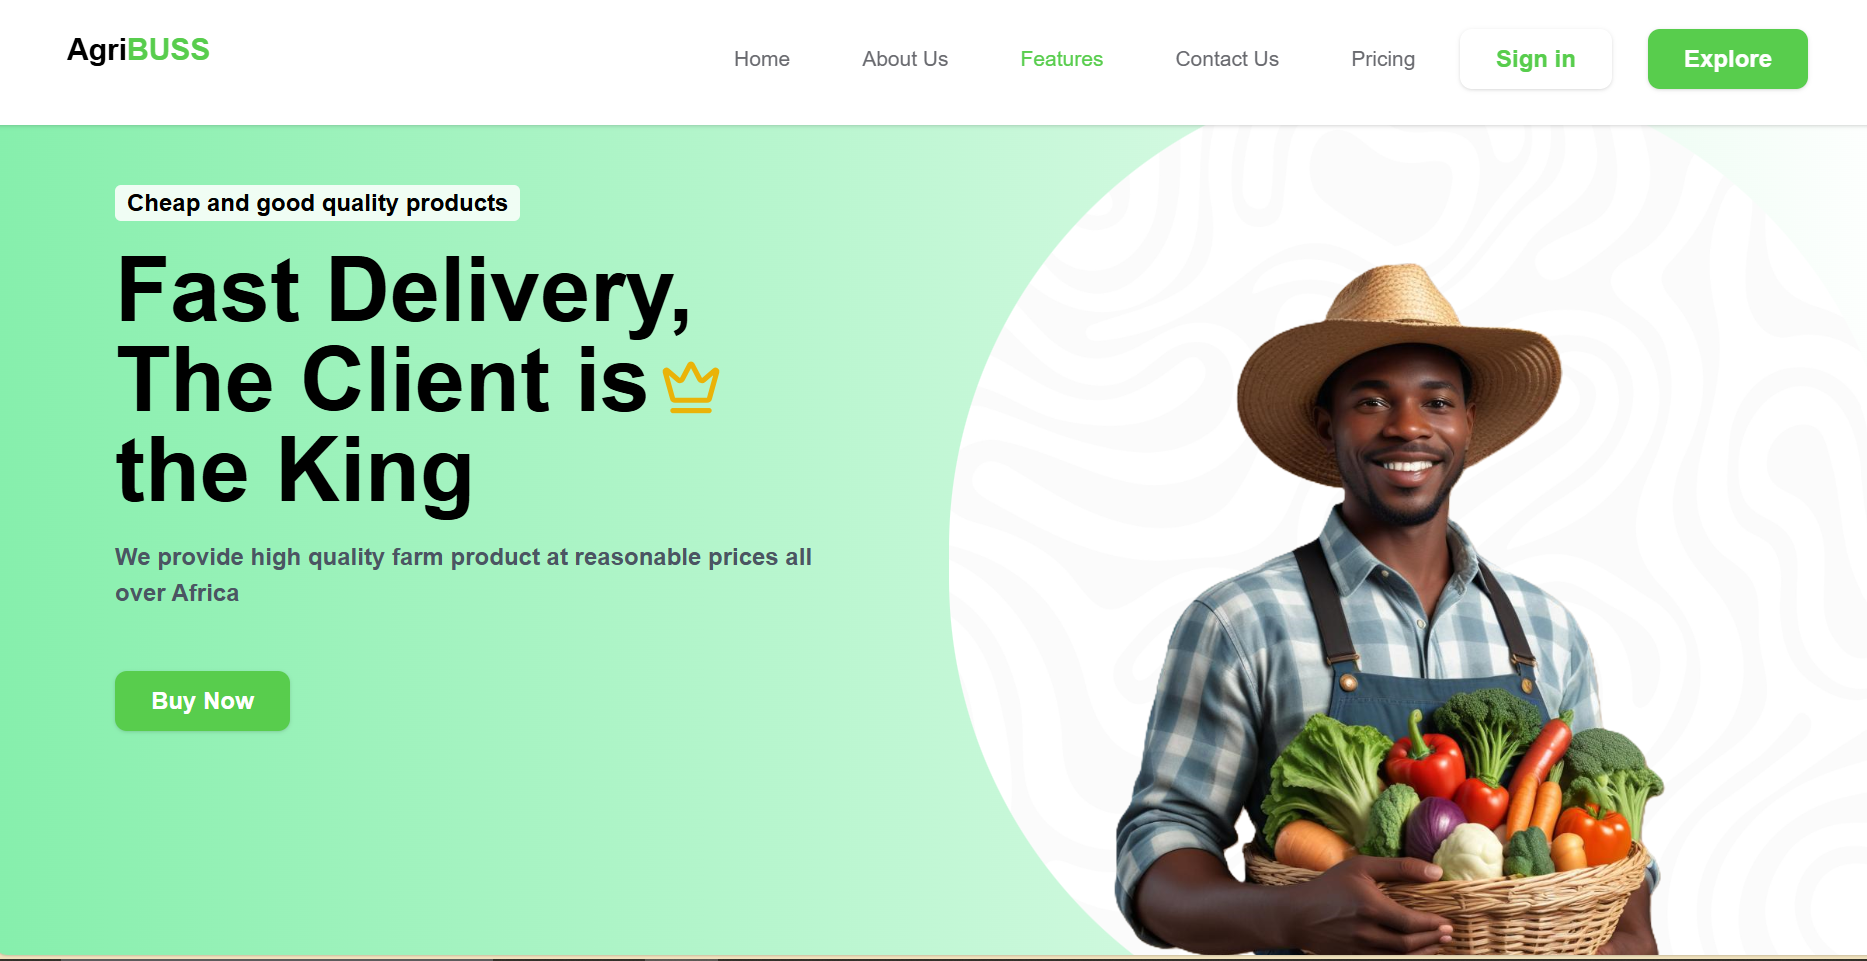 AgriBUSS
Home
About Us
Features
Contact Us
Pricing
Sign in
Explore
Cheap and good quality products
Fast Delivery,
The Client is
the King
We provide high quality farm product at reasonable prices all
over Africa
Buy Now